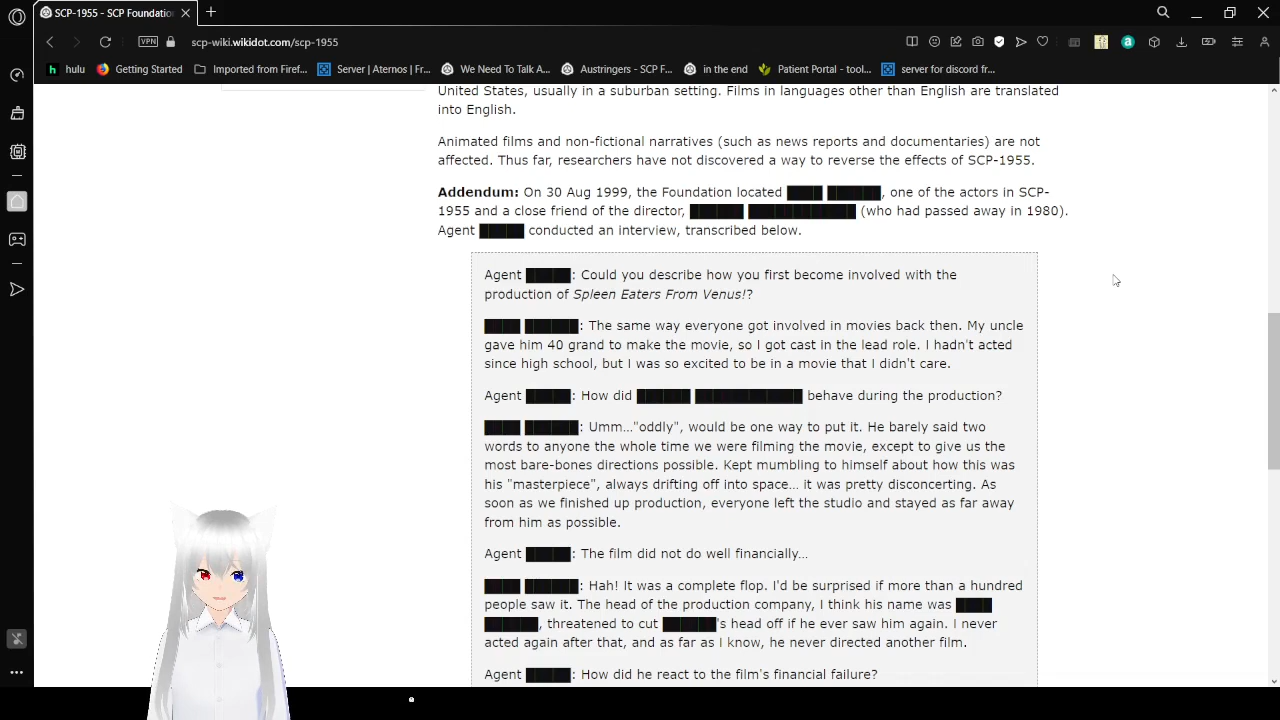 SCP-1955 - SCP Foundatio
VPN
scp-wiki.wikidot.com/scp-1955
hulu
Getting Started
Imported from Firef...
Server | Aternos | Fr...
We Need To Talk A...
Austringers - SCP F...
in the end
Patient Portal - tool...
server for discord fr...
United States, usually in a suburban setting. Films in languages other than English are translated
into English.
Animated films and non-fictional narratives (such as news reports and documentaries) are not
affected. Thus far, researchers have not discovered a way to reverse the effects of SCP-1955.
Addendum: On 30 Aug 1999, the Foundation located ████ ██████, one of the actors in SCP-
1955 and a close friend of the director, ██████ ████████████ (who had passed away in 1980).
Agent █████ conducted an interview, transcribed below.
Agent █████: Could you describe how you first become involved with the
production of Spleen Eaters From Venus!?
████ ██████: The same way everyone got involved in movies back then. My uncle
gave him 40 grand to make the movie, so I got cast in the lead role. I hadn't acted
since high school, but I was so excited to be in a movie that I didn't care.
Agent █████: How did ██████ ████████████ behave during the production?
████ ██████: Umm..."oddly", would be one way to put it. He barely said two
words to anyone the whole time we were filming the movie, except to give us the
most bare-bones directions possible. Kept mumbling to himself about how this was
his "masterpiece", always drifting off into space... it was pretty disconcerting. As
soon as we finished up production, everyone left the studio and stayed as far away
from him as possible.
Agent █████: The film did not do well financially...
████ ██████: Hah! It was a complete flop. I'd be surprised if more than a hundred
people saw it. The head of the production company, I think his name was ████
██████, threatened to cut ██████'s head off if he ever saw him again. I never
acted again after that, and as far as I know, he never directed another film.
Agent █████: How did he react to the film's financial failure?